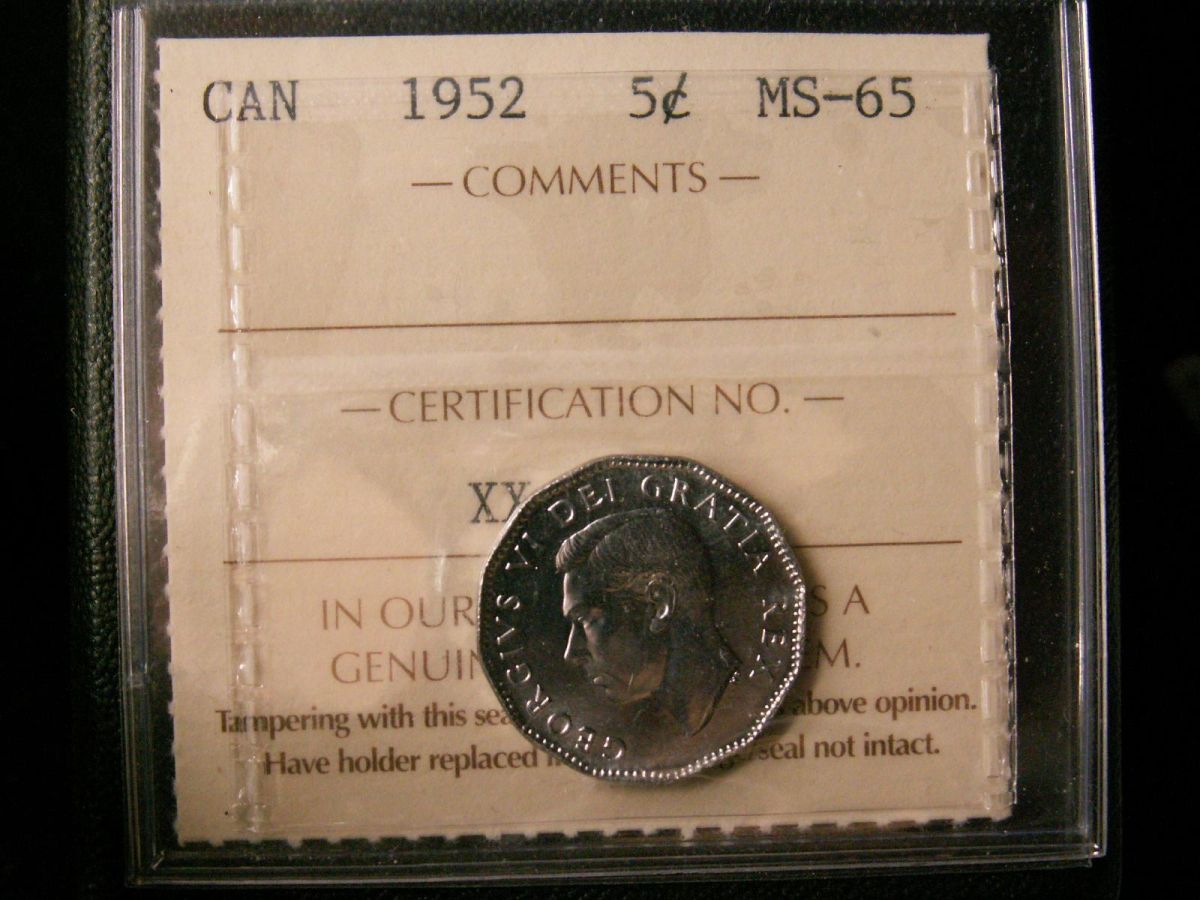 CAN 1952 5¢ MS-65
— COMMENTS —
— CERTIFICATION NO. —
XX
IN OUR S A
GENUIN EM.
Tampering with this sea above opinion.
Have holder replaced seal not intact.
GEORGIVS VI DEI GRATIA REX